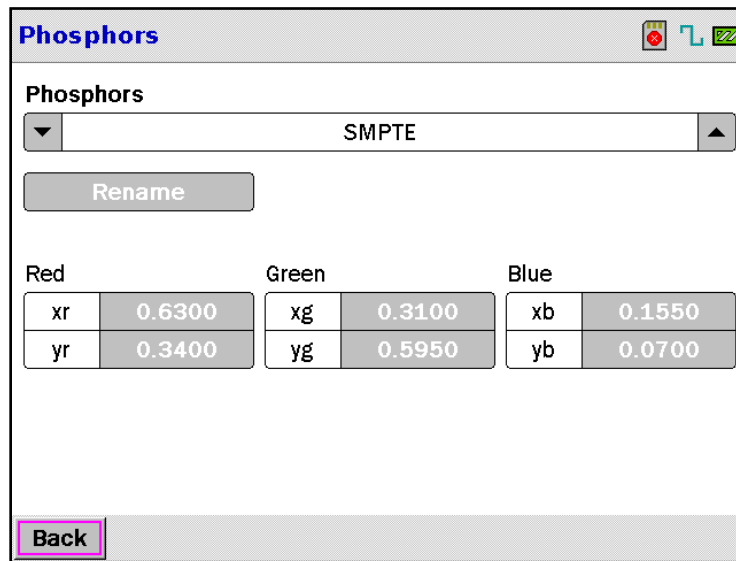 Phosphors
Phosphors
SMPTE
Rename
Red Green Blue
xr 0.6300 xg 0.3100 xb 0.1550
yr 0.3400 yg 0.5950 yb 0.0700
Back